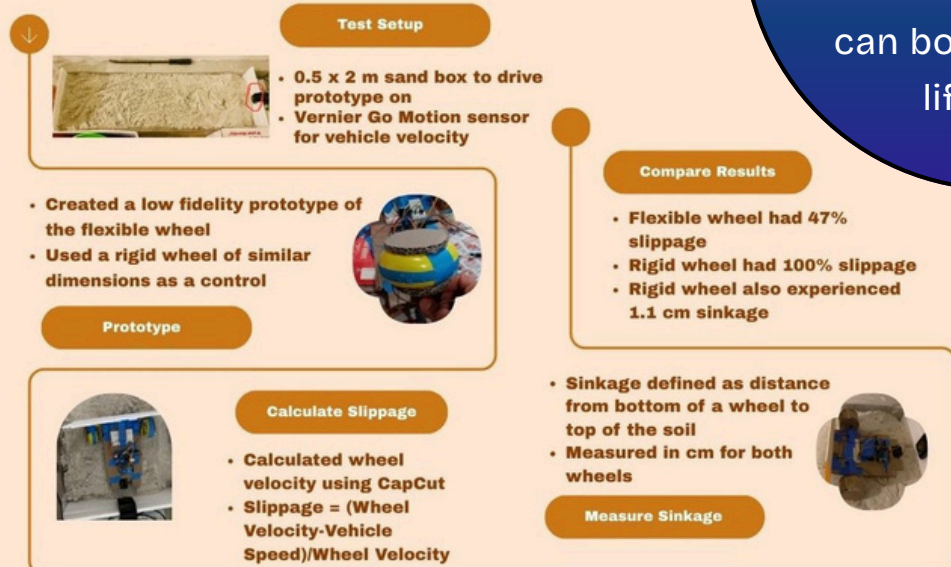 Test Setup
• 0.5 x 2 m sand box to drive
prototype on
• Vernier Go Motion sensor
for vehicle velocity
• Created a low fidelity prototype of
the flexible wheel
• Used a rigid wheel of similar
dimensions as a control
Prototype
Calculate Slippage
• Calculated wheel
velocity using CapCut
• Slippage = (Wheel
Velocity-Vehicle
Speed)/Wheel Velocity
• Sinkage defined as distance
from bottom of a wheel to
top of the soil
• Measured in cm for both
wheels
Measure Sinkage
Compare Results
• Flexible wheel had 47%
slippage
• Rigid wheel had 100% slippage
• Rigid wheel also experienced
1.1 cm sinkage
can